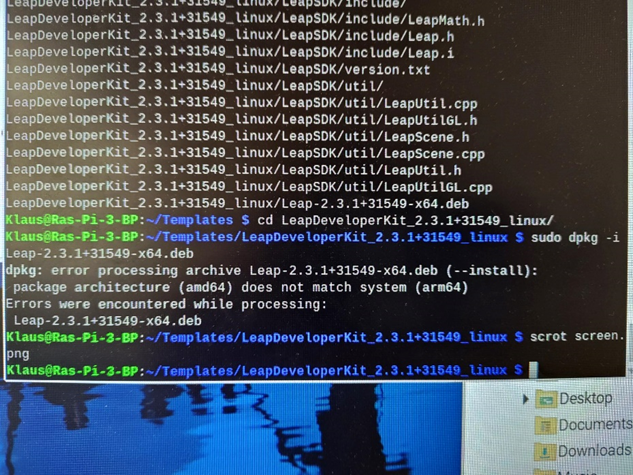 LeapDeveloperKit_2.3.1+31549_linux/LeapSDK/include/
LeapDeveloperKit_2.3.1+31549_linux/LeapSDK/include/LeapMath.h
LeapDeveloperKit_2.3.1+31549_linux/LeapSDK/include/Leap.h
LeapDeveloperKit_2.3.1+31549_linux/LeapSDK/include/Leap.i
LeapDeveloperKit_2.3.1+31549_linux/LeapSDK/version.txt
LeapDeveloperKit_2.3.1+31549_linux/LeapSDK/util/
LeapDeveloperKit_2.3.1+31549_linux/LeapSDK/util/LeapUtil.cpp
LeapDeveloperKit_2.3.1+31549_linux/LeapSDK/util/LeapUtilGL.h
LeapDeveloperKit_2.3.1+31549_linux/LeapSDK/util/LeapScene.h
LeapDeveloperKit_2.3.1+31549_linux/LeapSDK/util/LeapScene.cpp
LeapDeveloperKit_2.3.1+31549_linux/LeapSDK/util/LeapUtil.h
LeapDeveloperKit_2.3.1+31549_linux/LeapSDK/util/LeapUtilGL.cpp
LeapDeveloperKit_2.3.1+31549_linux/Leap-2.3.1+31549-x64.deb
Klaus@Ras-Pi-3-BP:~/Templates $ cd LeapDeveloperKit_2.3.1+31549_linux/
Klaus@Ras-Pi-3-BP:~/Templates/LeapDeveloperKit_2.3.1+31549_linux $ sudo dpkg -i
Leap-2.3.1+31549-x64.deb
dpkg: error processing archive Leap-2.3.1+31549-x64.deb (--install):
package architecture (amd64) does not match system (arm64)
Errors were encountered while processing:
Leap-2.3.1+31549-x64.deb
Klaus@Ras-Pi-3-BP:~/Templates/LeapDeveloperKit_2.3.1+31549_linux $ scrot screen.
png
Klaus@Ras-Pi-3-BP:~/Templates/LeapDeveloperKit_2.3.1+31549_linux $
Desktop
Documents
Downloads
Music